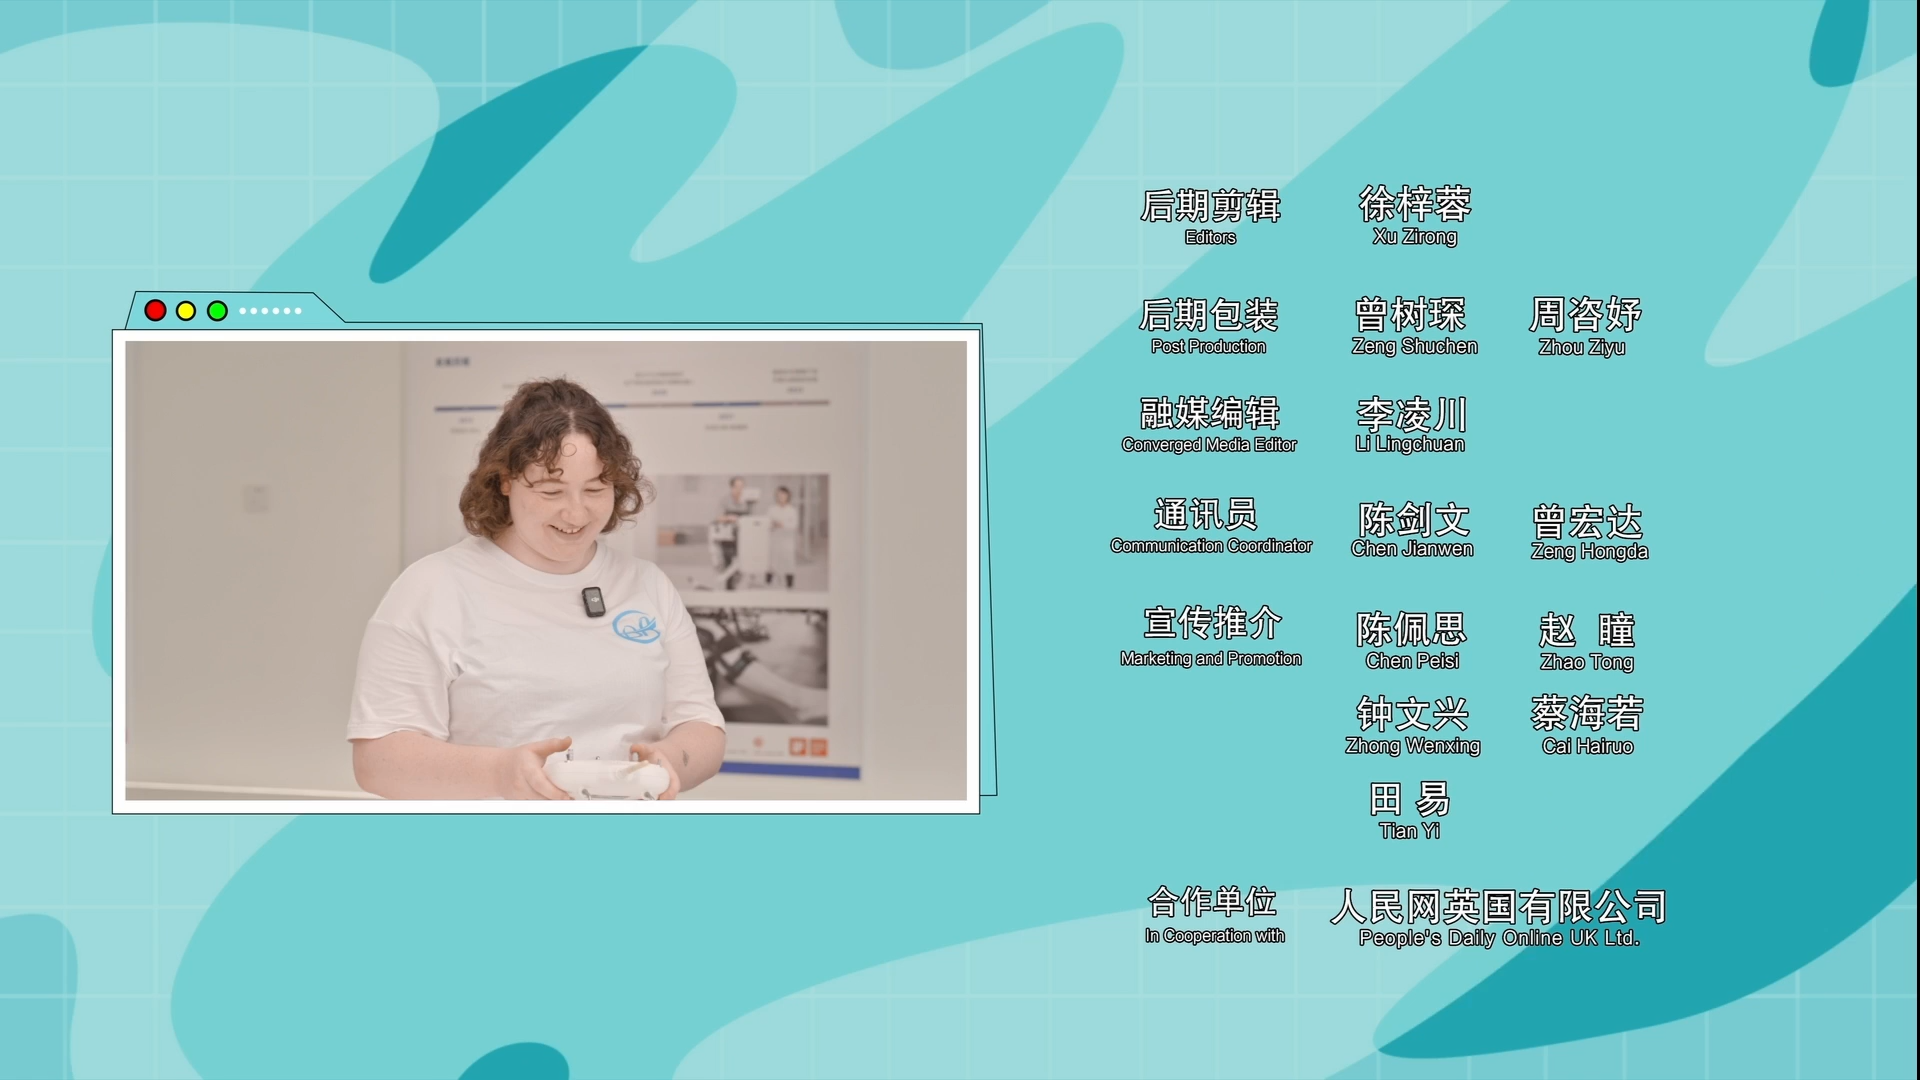 后期剪辑 徐梓蓉
Editors Xu Zirong
后期包装 曾树琛 周咨妤
Post Production Zeng Shuchen Zhou Ziyu
融媒编辑 李凌川
Converged Media Editor Li Lingchuan
通讯员 陈剑文 曾宏达
Communication Coordinator Chen Jianwen Zeng Hongda
宣传推介 陈佩思 赵 瞳
Marketing and Promotion Chen Peisi Zhao Tong
钟文兴 蔡海若
Zhong Wenxing Cai Hairuo
田 易
Tian Yi
合作单位 人民网英国有限公司
In Cooperation with People's Daily Online UK Ltd.